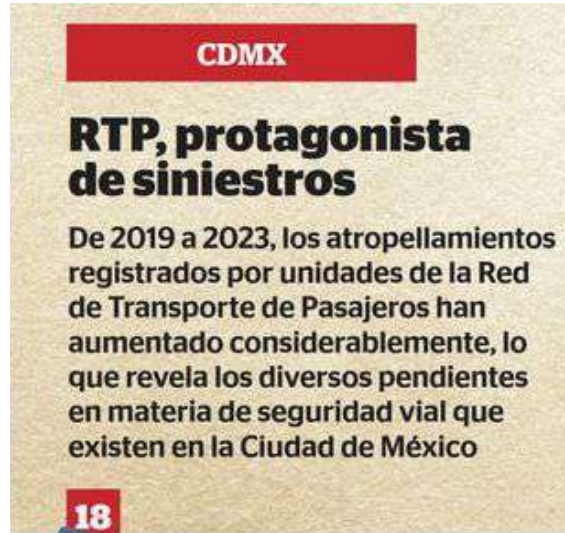 CDMX
RTP, protagonista
de siniestros
De 2019 a 2023, los atropellamientos
registrados por unidades de la Red
de Transporte de Pasajeros han
aumentado considerablemente, lo
que revela los diversos pendientes
en materia de seguridad vial que
existen en la Ciudad de México
18